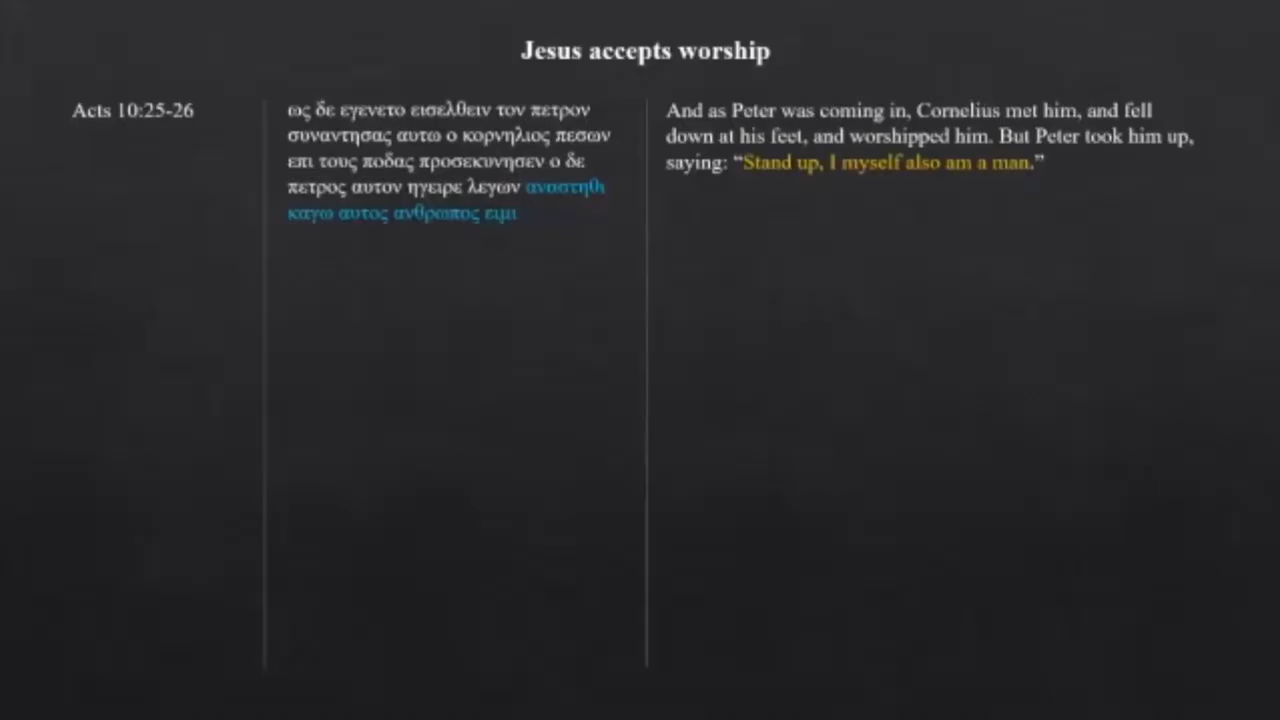 Jesus accepts worship
Acts 10:25-26
ως δε εγενετο εισελθειν τον πετρον
συναντησας αυτω ο κορνηλιος πεσων
επι τους ποδας προσεκυνησεν ο δε
πετρος αυτον ηγειρε λεγων αναστηθι
καγω αυτος ανθρωπος ειμι
And as Peter was coming in, Cornelius met him, and fell
down at his feet, and worshipped him. But Peter took him up,
saying: “Stand up, I myself also am a man.”